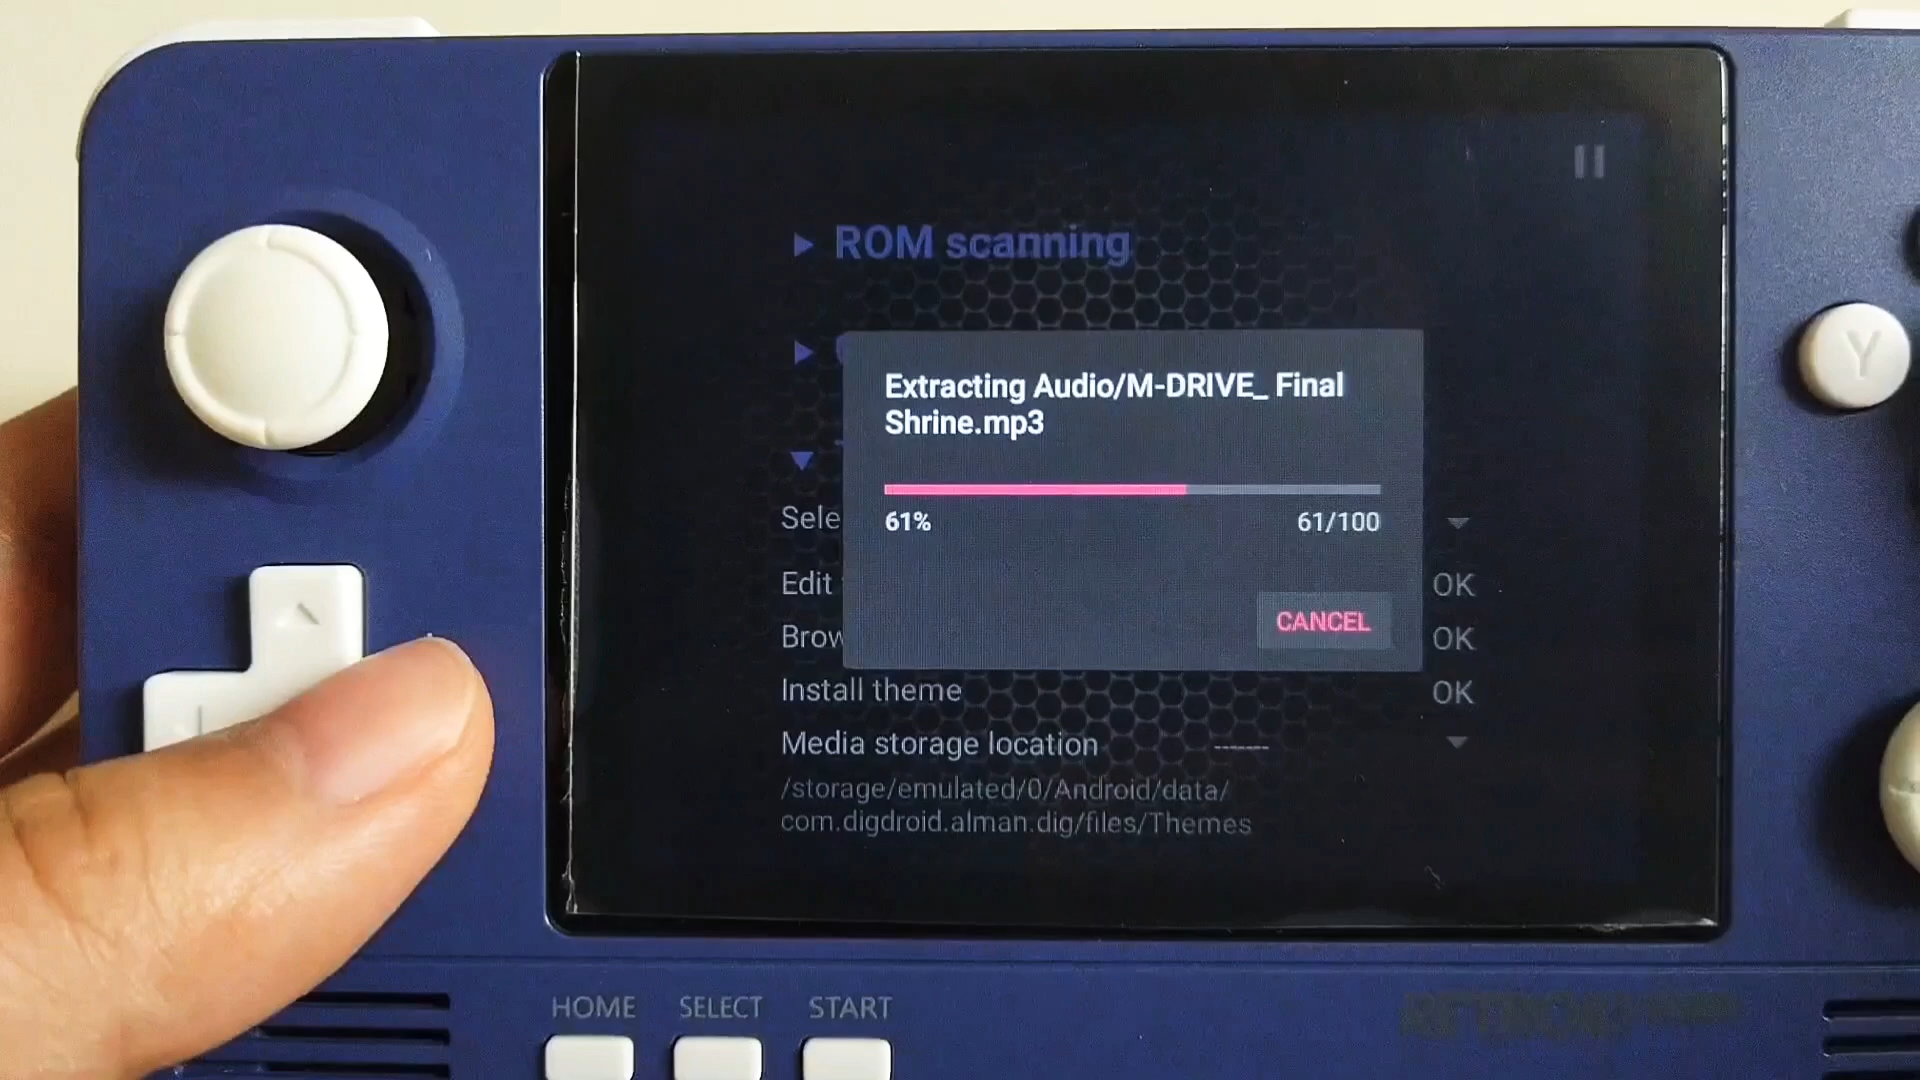 ROM scanning
Extracting Audio/M-DRIVE_ Final
Shrine.mp3
61%
61/100
CANCEL
Sele
Edit
OK
Brow
OK
Install theme
OK
Media storage location -------
/storage/emulated/0/Android/data/
com.digdroid.alman.dig/files/Themes
Y
HOME SELECT START